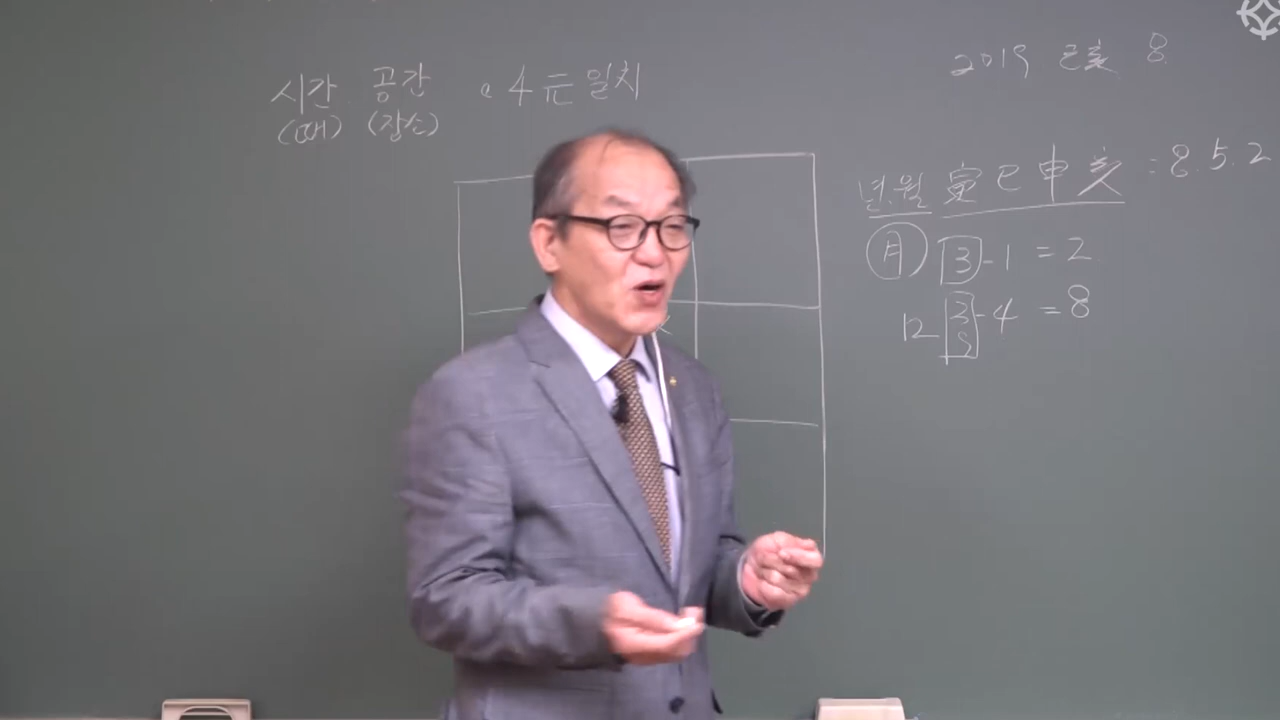 시간 공간 4元 일치
(때) (장소)
2019 己亥 8
년.월 寅巳申亥 : 8.5.2
月 3-1 = 2
12 3-4 = 8
5